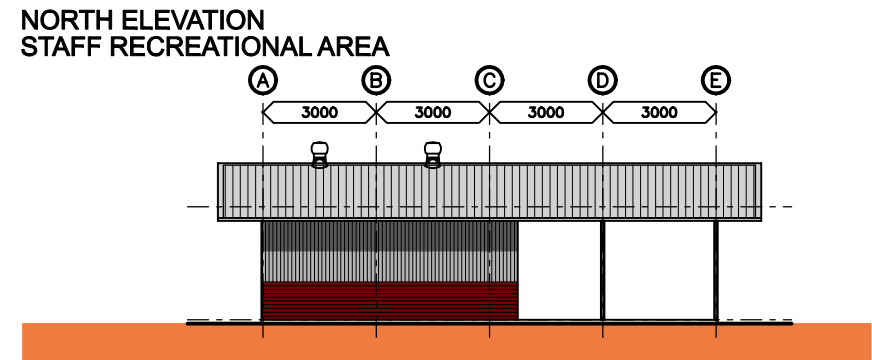 NORTH ELEVATION
STAFF RECREATIONAL AREA
A B C D E
3000 3000 3000 3000